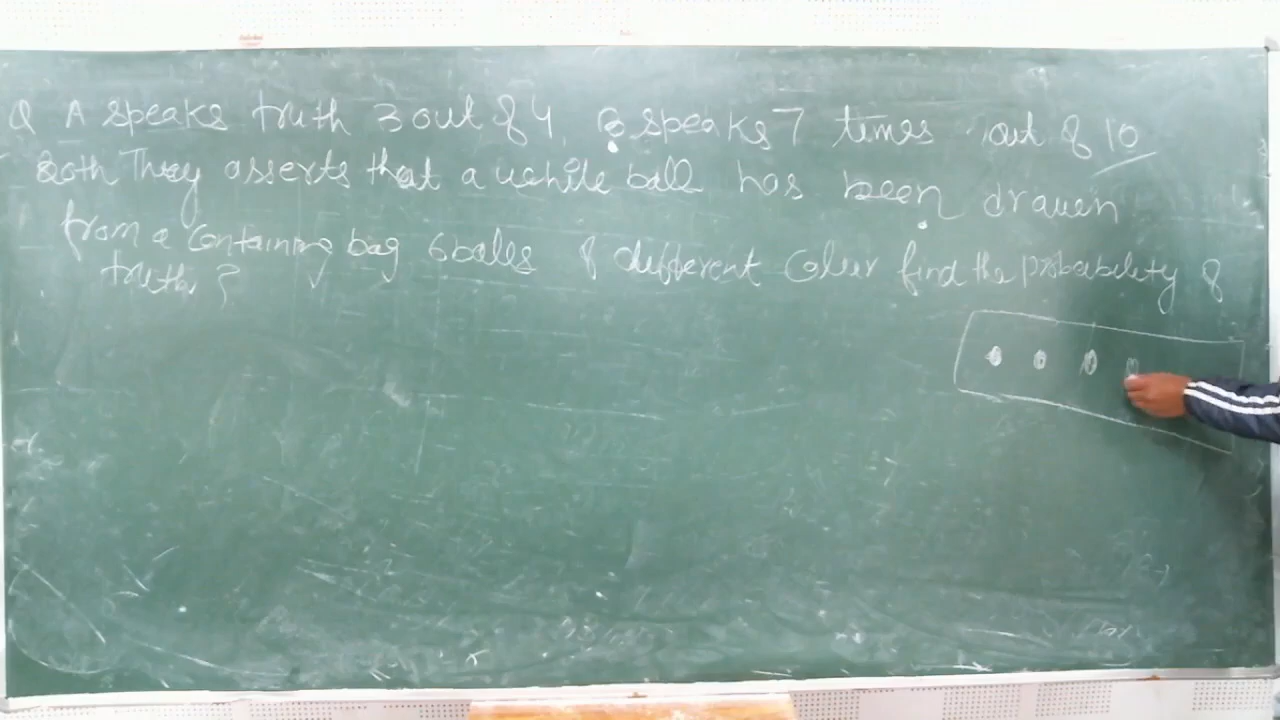 Q A speaks truth 3 out of 4, B speaks 7 times out of 10
Both They asserts that a white ball has been drawen
from a Containing bag 6 balls of different Colour find the probability of
truth ?